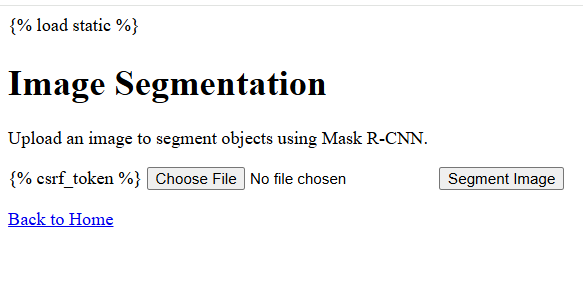 {% load static %}
Image Segmentation
Upload an image to segment objects using Mask R-CNN.
{% csrf_token %} Choose File No file chosen Segment Image
Back to Home